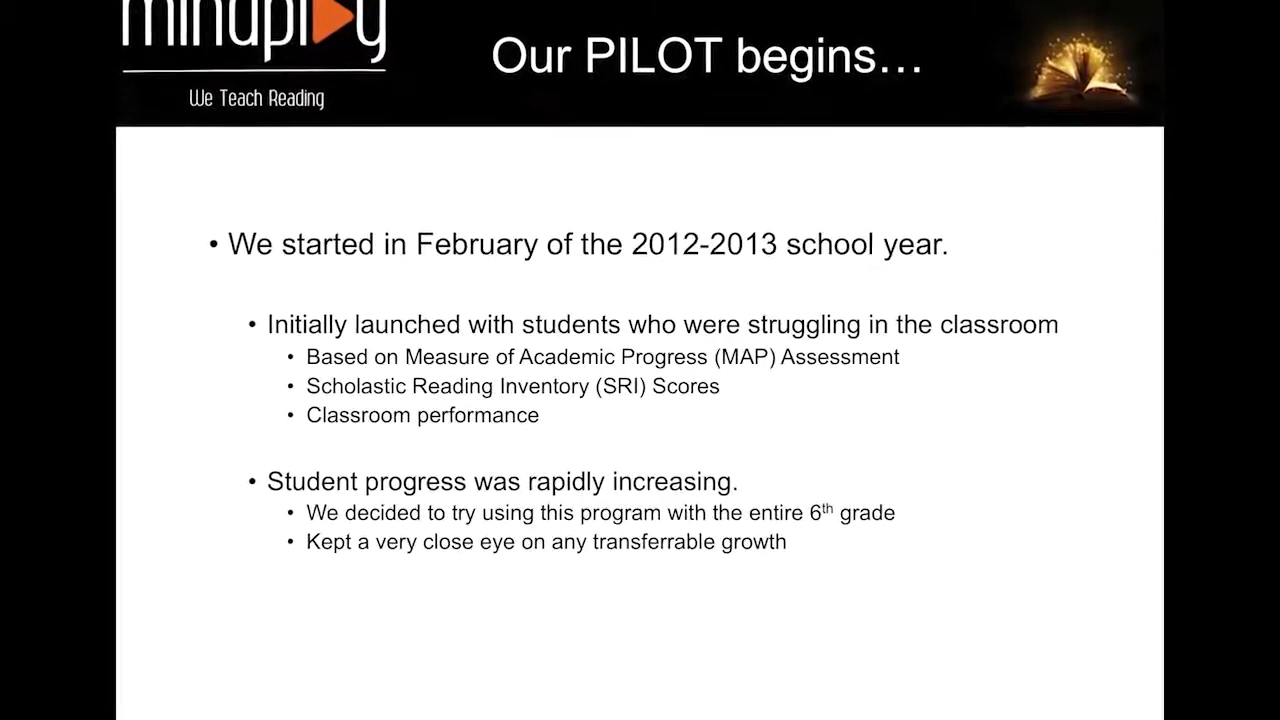 mindplay
Our PILOT begins…
We Teach Reading
• We started in February of the 2012-2013 school year.
• Initially launched with students who were struggling in the classroom
• Based on Measure of Academic Progress (MAP) Assessment
• Scholastic Reading Inventory (SRI) Scores
• Classroom performance
• Student progress was rapidly increasing.
• We decided to try using this program with the entire 6th grade
• Kept a very close eye on any transferrable growth